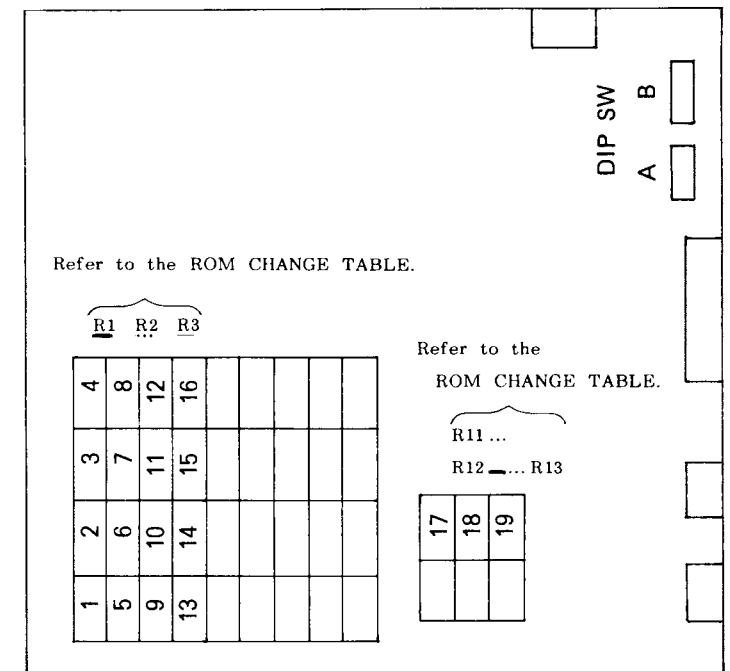 DIP SW
B
A
Refer to the ROM CHANGE TABLE.
R1 R2 R3
4 8 12 16
3 7 11 15
2 6 10 14
1 5 9 13
Refer to the
ROM CHANGE TABLE.
R11 ...
R12 ... R13
17 18 19